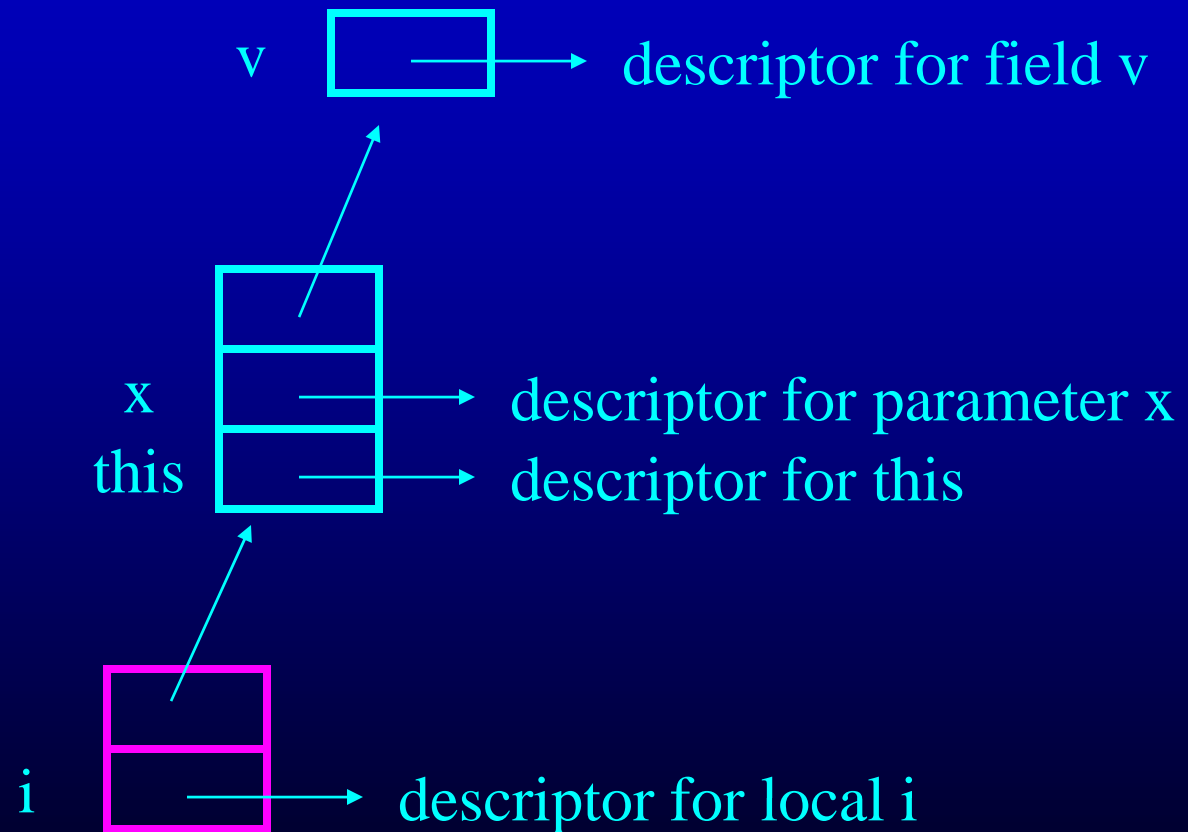 v descriptor for field v
x descriptor for parameter x
this descriptor for this
i descriptor for local i